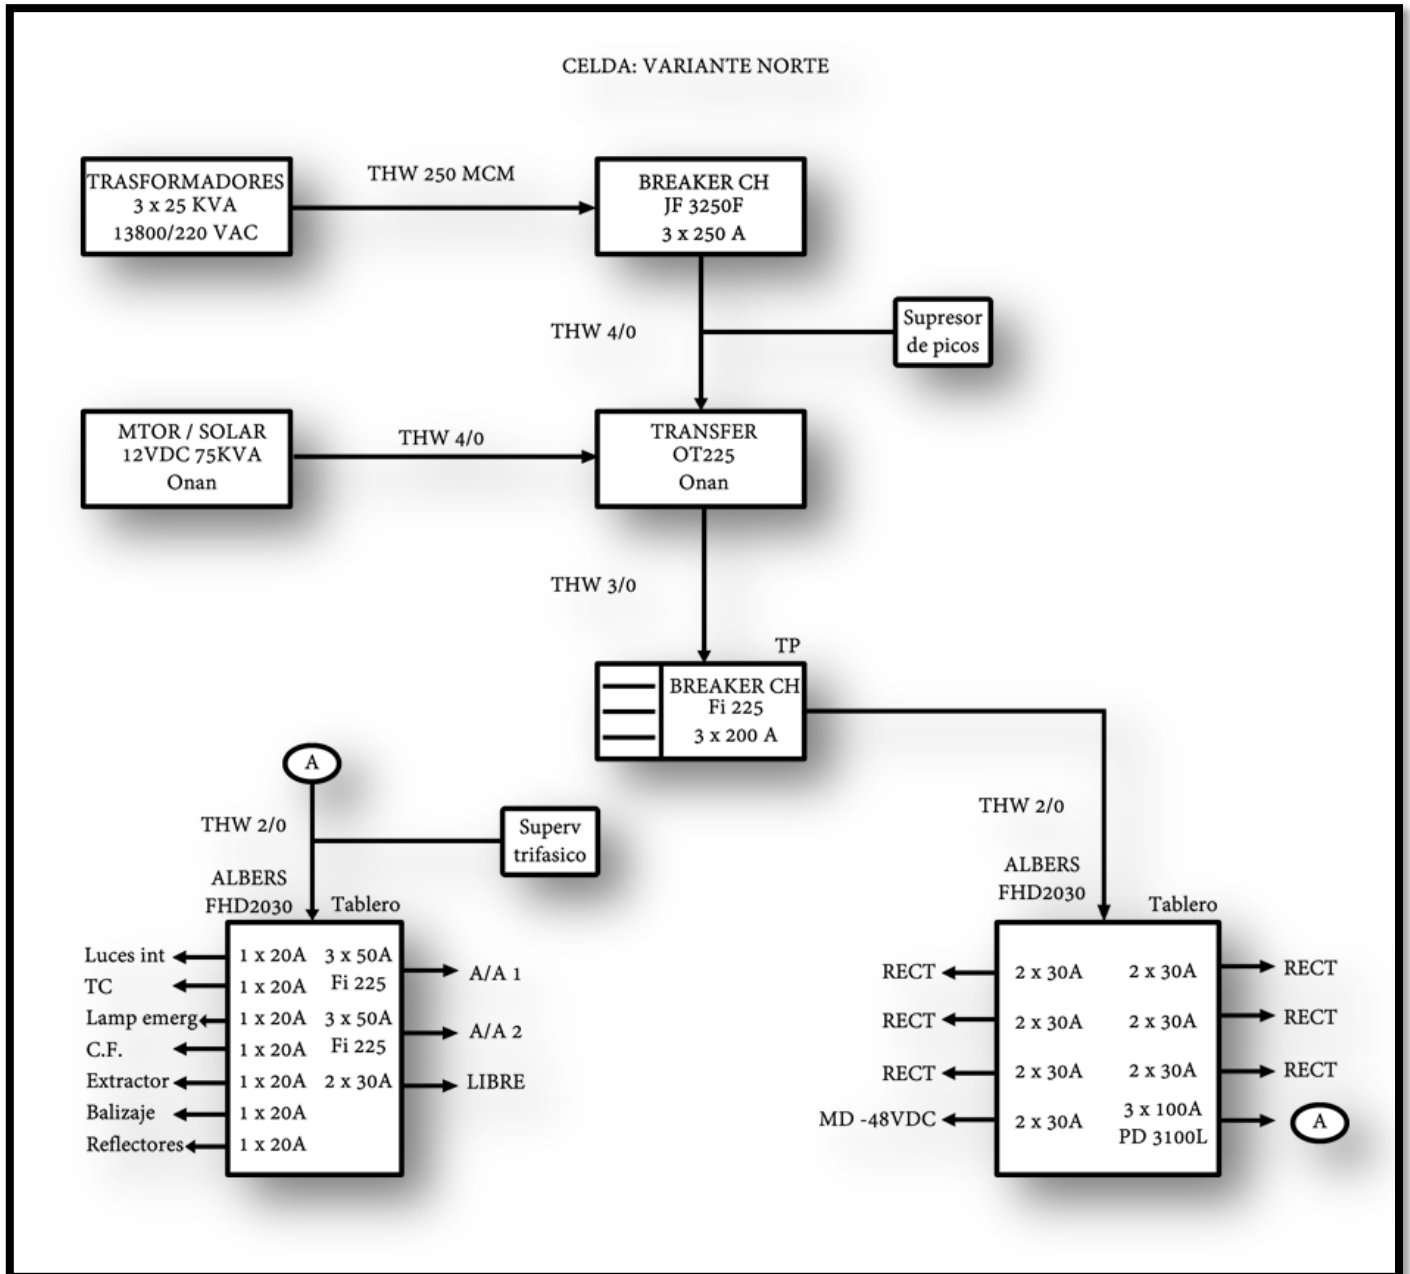 CELDA: VARIANTE NORTE
TRASFORMADORES
3 x 25 KVA
13800/220 VAC
THW 250 MCM
BREAKER CH
JF 3250F
3 x 250 A
THW 4/0
Supresor
de picos
MTOR / SOLAR
12VDC 75KVA
Onan
THW 4/0
TRANSFER
OT225
Onan
THW 3/0
TP
BREAKER CH
Fi 225
3 x 200 A
A
THW 2/0
Superv
trifasico
ALBERS
FHD2030
Tablero
Luces int
TC
Lamp emerg
C.F.
Extractor
Balizaje
Reflectores
1 x 20A
1 x 20A
1 x 20A
1 x 20A
1 x 20A
1 x 20A
1 x 20A
3 x 50A
Fi 225
3 x 50A
Fi 225
2 x 30A
A/A 1
A/A 2
LIBRE
THW 2/0
ALBERS
FHD2030
Tablero
RECT
RECT
RECT
MD -48VDC
2 x 30A
2 x 30A
2 x 30A
2 x 30A
2 x 30A
2 x 30A
2 x 30A
3 x 100A
PD 3100L
RECT
RECT
RECT
A